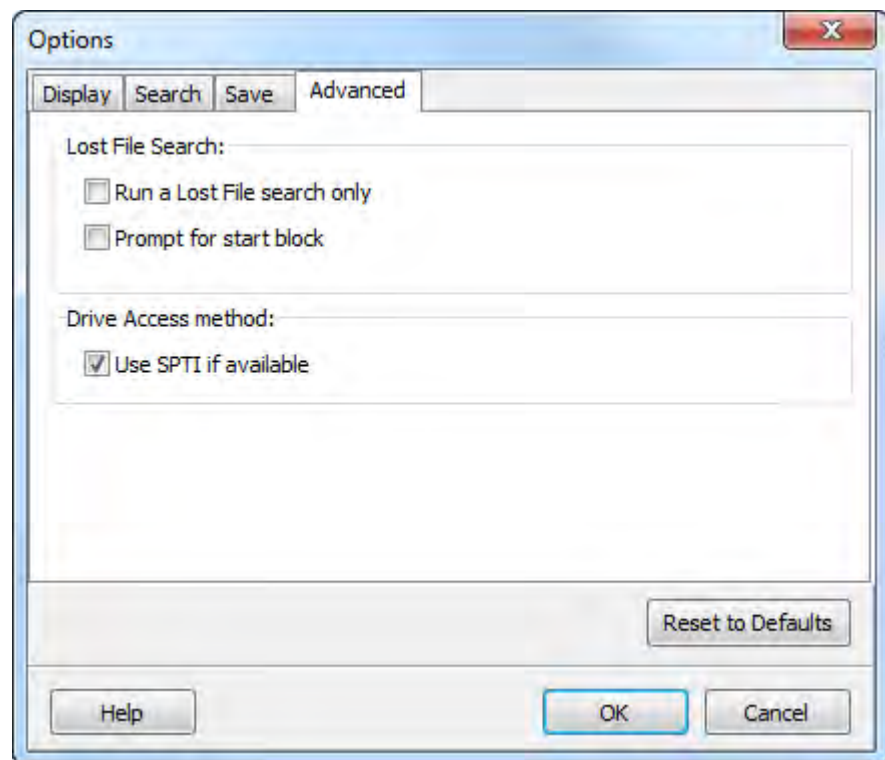 Options
Display Search Save Advanced
Lost File Search:
Run a Lost File search only
Prompt for start block
Drive Access method:
Use SPTI if available
Reset to Defaults
Help OK Cancel